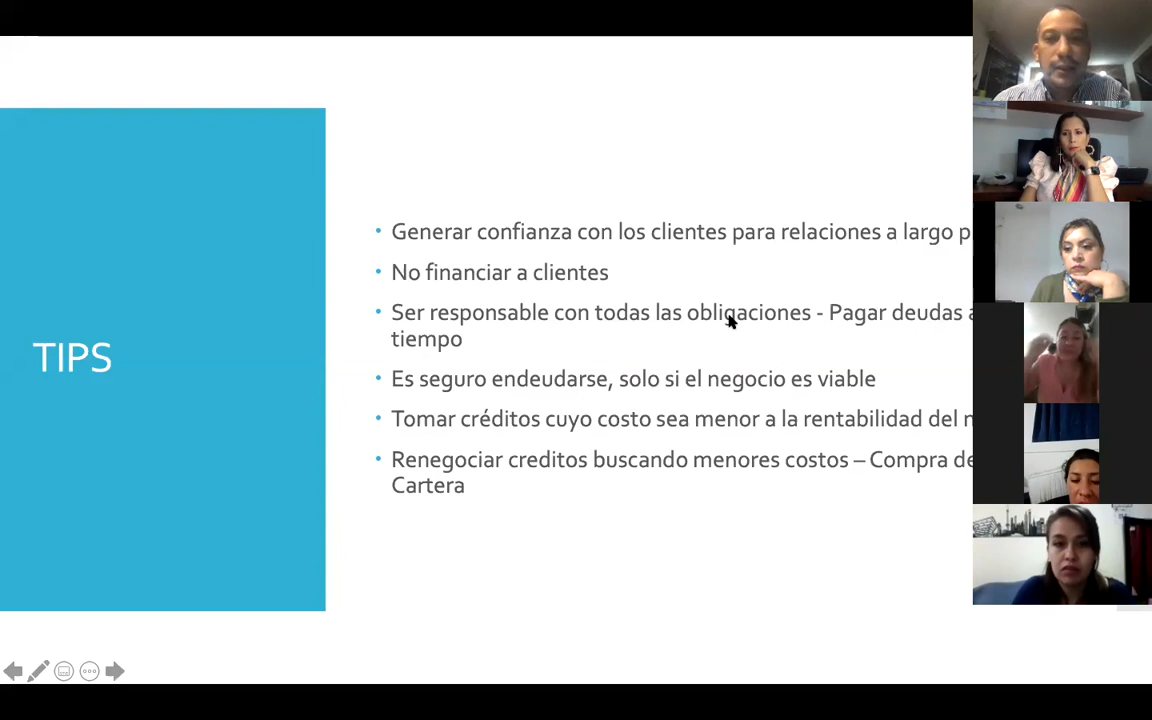 TIPS
Generar confianza con los clientes para relaciones a largo
No financiar a clientes
Ser responsable con todas las obligaciones - Pagar deudas a
tiempo
Es seguro endeudarse, solo si el negocio es viable
Tomar créditos cuyo costo sea menor a la rentabilidad del
Renegociar creditos buscando menores costos – Compra de
Cartera